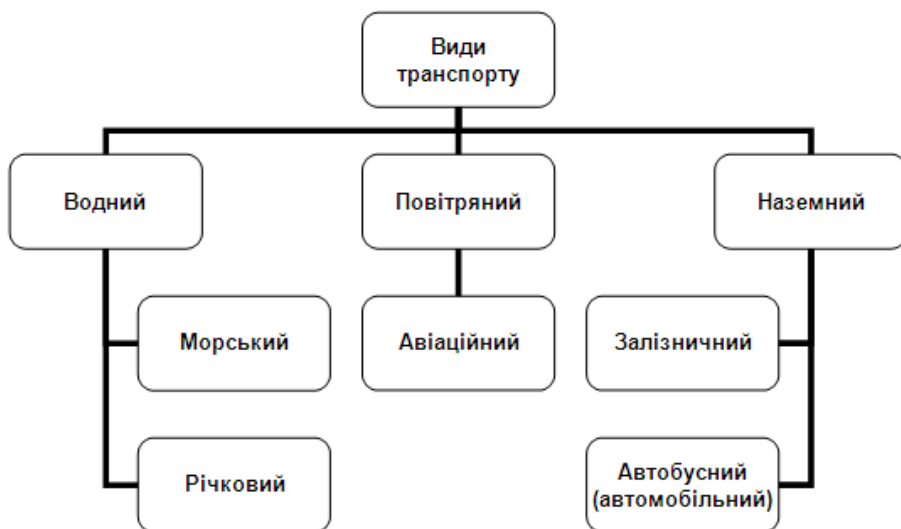 Види
транспорту
Водний
Повітряний
Наземний
Морський
Авіаційний
Залізничний
Річковий
Автобусний
(автомобільний)